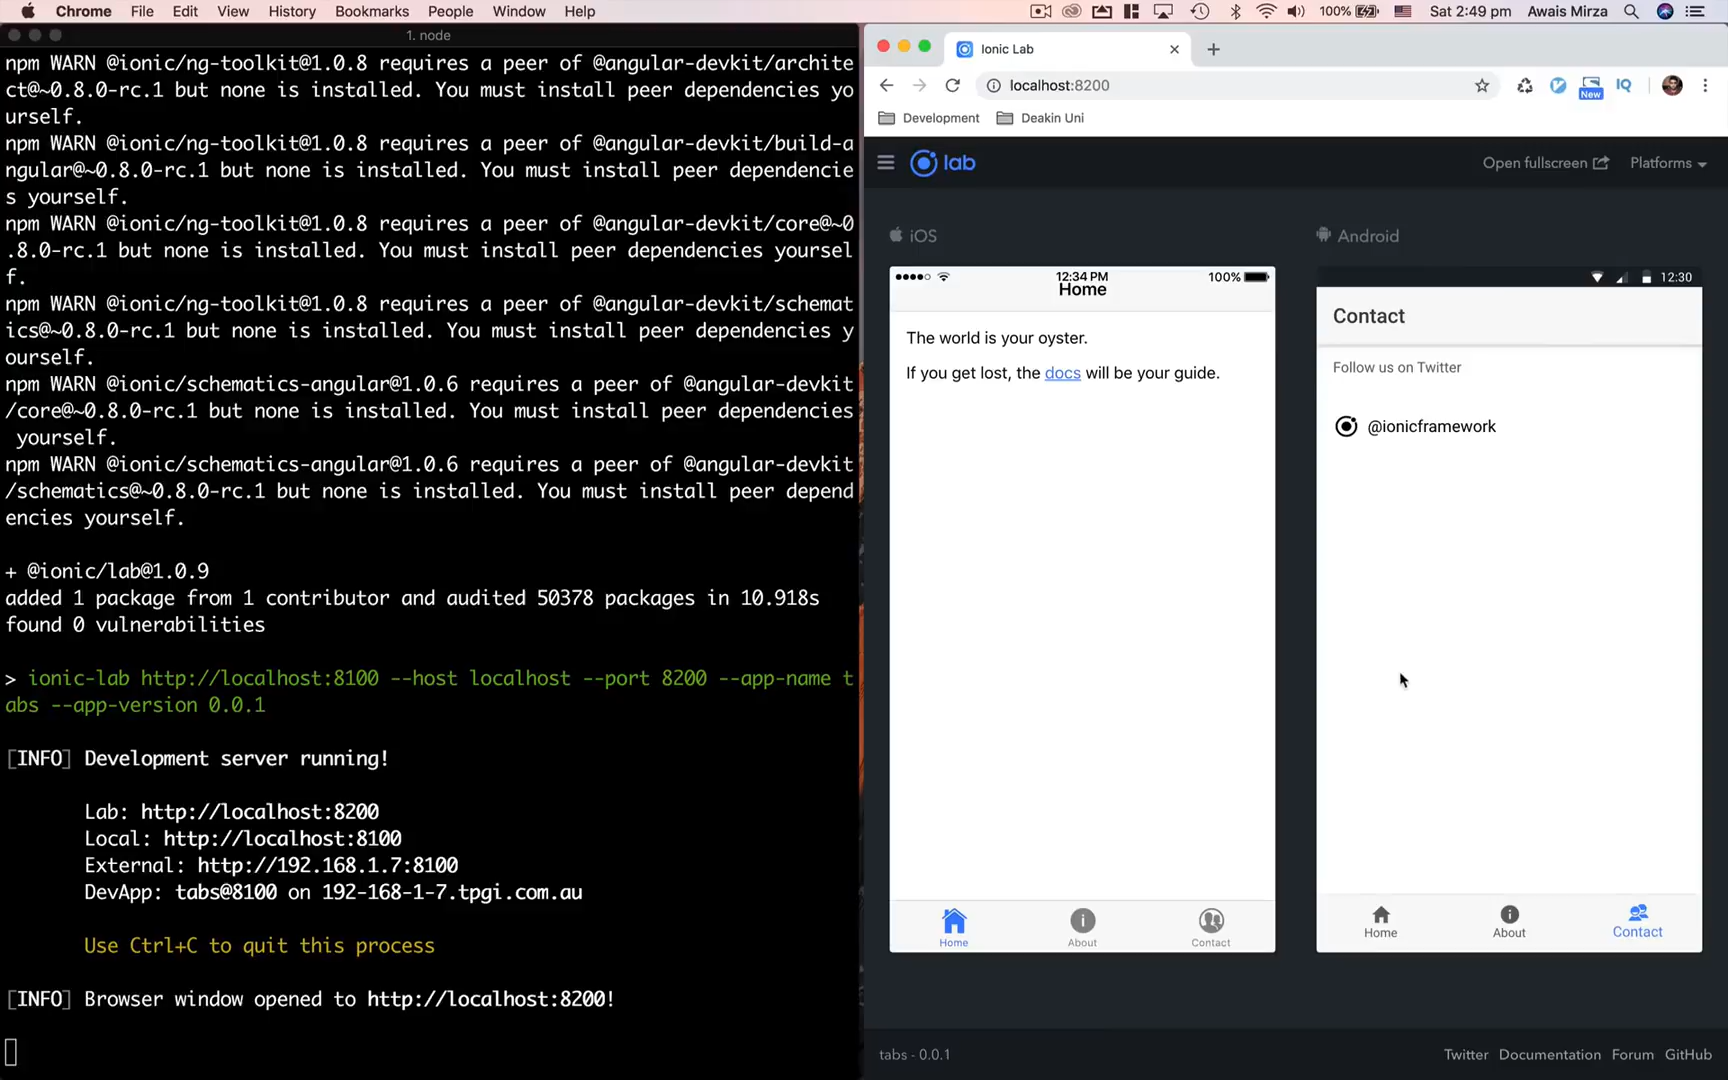 Chrome File Edit View History Bookmarks People Window Help 100% Sat 2:49 pm Awais Mirza
1. node
npm WARN @ionic/ng-toolkit@1.0.8 requires a peer of @angular-devkit/archite
ct@~0.8.0-rc.1 but none is installed. You must install peer dependencies yo
urself.
npm WARN @ionic/ng-toolkit@1.0.8 requires a peer of @angular-devkit/build-a
ngular@~0.8.0-rc.1 but none is installed. You must install peer dependencie
s yourself.
npm WARN @ionic/ng-toolkit@1.0.8 requires a peer of @angular-devkit/core@~0
.8.0-rc.1 but none is installed. You must install peer dependencies yoursel
f.
npm WARN @ionic/ng-toolkit@1.0.8 requires a peer of @angular-devkit/schemat
ics@~0.8.0-rc.1 but none is installed. You must install peer dependencies y
ourself.
npm WARN @ionic/schematics-angular@1.0.6 requires a peer of @angular-devkit
/core@~0.8.0-rc.1 but none is installed. You must install peer dependencies
yourself.
npm WARN @ionic/schematics-angular@1.0.6 requires a peer of @angular-devkit
/schematics@~0.8.0-rc.1 but none is installed. You must install peer depend
encies yourself.
+ @ionic/lab@1.0.9
added 1 package from 1 contributor and audited 50378 packages in 10.918s
found 0 vulnerabilities
> ionic-lab http://localhost:8100 --host localhost --port 8200 --app-name t
abs --app-version 0.0.1
[INFO] Development server running!
Lab: http://localhost:8200
Local: http://localhost:8100
External: http://192.168.1.7:8100
DevApp: tabs@8100 on 192-168-1-7.tpgi.com.au
Use Ctrl+C to quit this process
[INFO] Browser window opened to http://localhost:8200!
Ionic Lab
localhost:8200
New
IQ
Development Deakin Uni
lab Open fullscreen Platforms
iOS
12:34 PM 100%
Home
The world is your oyster.
If you get lost, the docs will be your guide.
Home About Contact
Android
12:30
Contact
Follow us on Twitter
@ionicframework
Home About Contact
tabs - 0.0.1 Twitter Documentation Forum GitHub